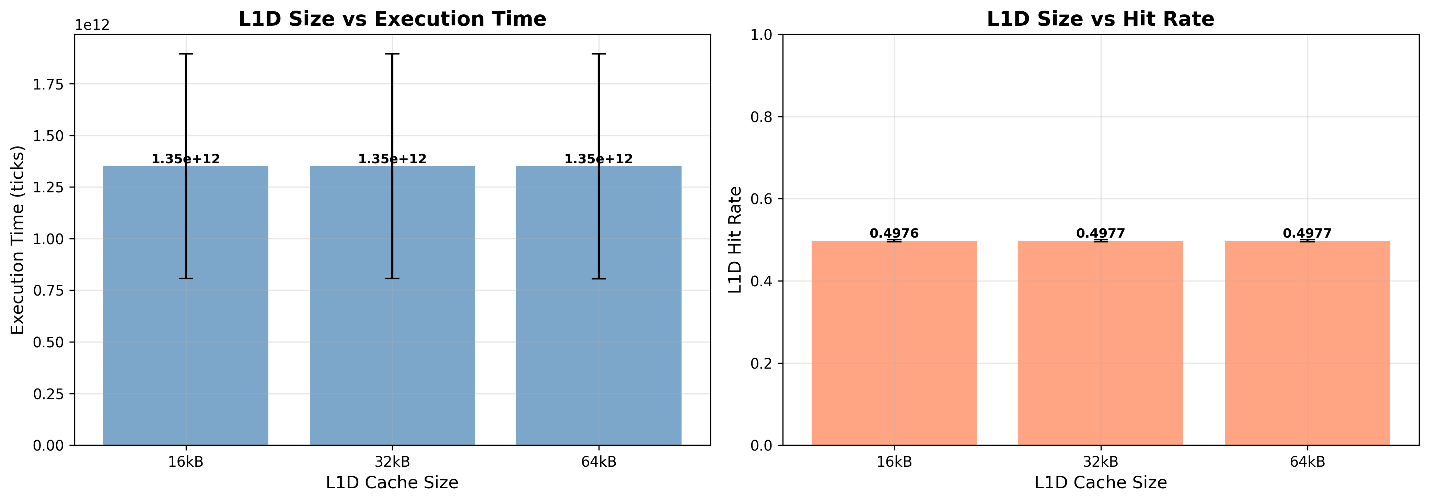 L1D Size vs Execution Time
1e12
1.75
1.50
1.25
1.00
0.75
0.50
0.25
0.00
Execution Time (ticks)
1.35e+12 1.35e+12 1.35e+12
16kB 32kB 64kB
L1D Cache Size
L1D Size vs Hit Rate
1.0
0.8
0.6
0.4
0.2
0.0
L1D Hit Rate
0.4976 0.4977 0.4977
16kB 32kB 64kB
L1D Cache Size